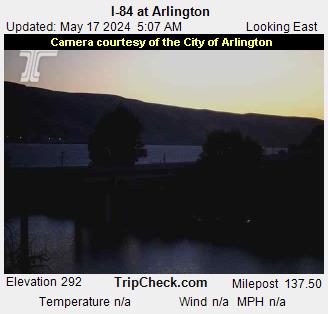 I-84 at Arlington
Updated: May 17 2024 5:07 AM Looking East
Camera courtesy of the City of Arlington
Elevation 292 TripCheck.com Milepost 137.50
Temperature n/a Wind n/a MPH n/a